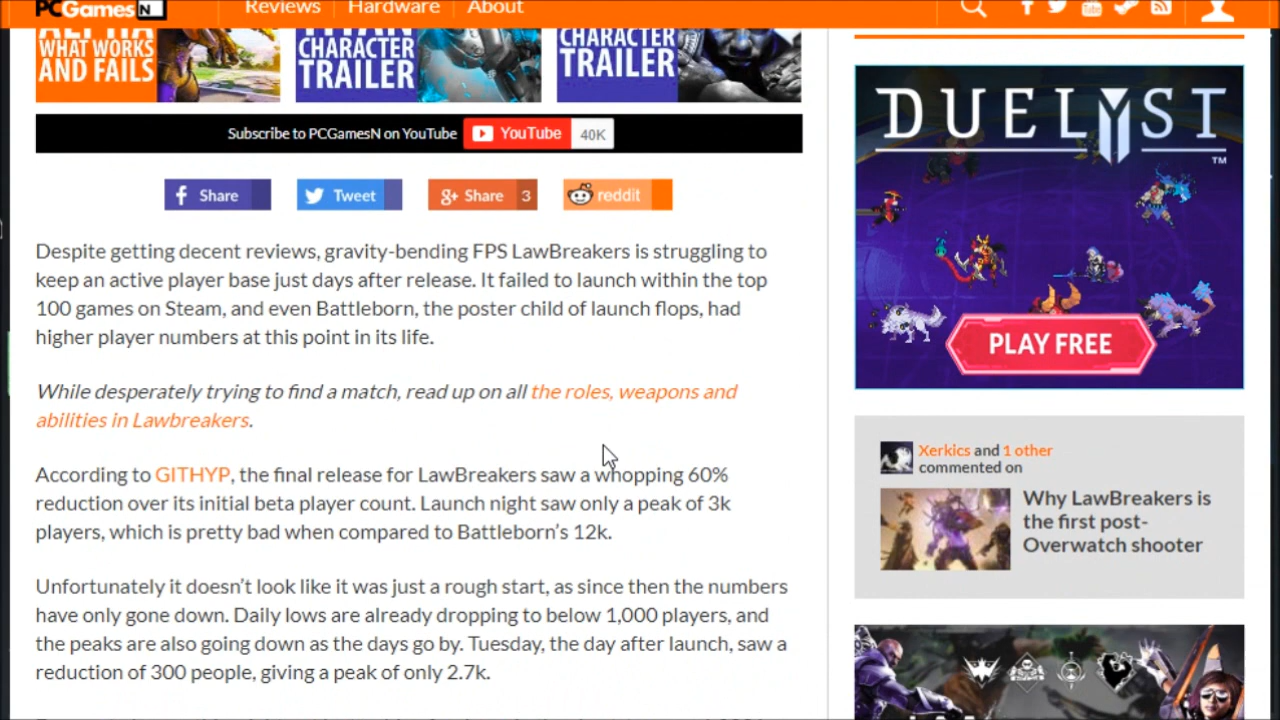 PCGamesN
Reviews
Hardware
About
ALPHA
WHAT WORKS
AND FAILS
TITAN
CHARACTER
TRAILER
CHARACTER
TRAILER
Subscribe to PCGamesN on YouTube
YouTube
40K
Share
Tweet
g+ Share 3
reddit
Despite getting decent reviews, gravity-bending FPS LawBreakers is struggling to
keep an active player base just days after release. It failed to launch within the top
100 games on Steam, and even Battleborn, the poster child of launch flops, had
higher player numbers at this point in its life.
While desperately trying to find a match, read up on all the roles, weapons and
abilities in Lawbreakers.
According to GITHYP, the final release for LawBreakers saw a whopping 60%
reduction over its initial beta player count. Launch night saw only a peak of 3k
players, which is pretty bad when compared to Battleborn’s 12k.
Unfortunately it doesn’t look like it was just a rough start, as since then the numbers
have only gone down. Daily lows are already dropping to below 1,000 players, and
the peaks are also going down as the days go by. Tuesday, the day after launch, saw a
reduction of 300 people, giving a peak of only 2.7k.
DUELYST
TM
PLAY FREE
Xerkics and 1 other
commented on
Why LawBreakers is
the first post-
Overwatch shooter